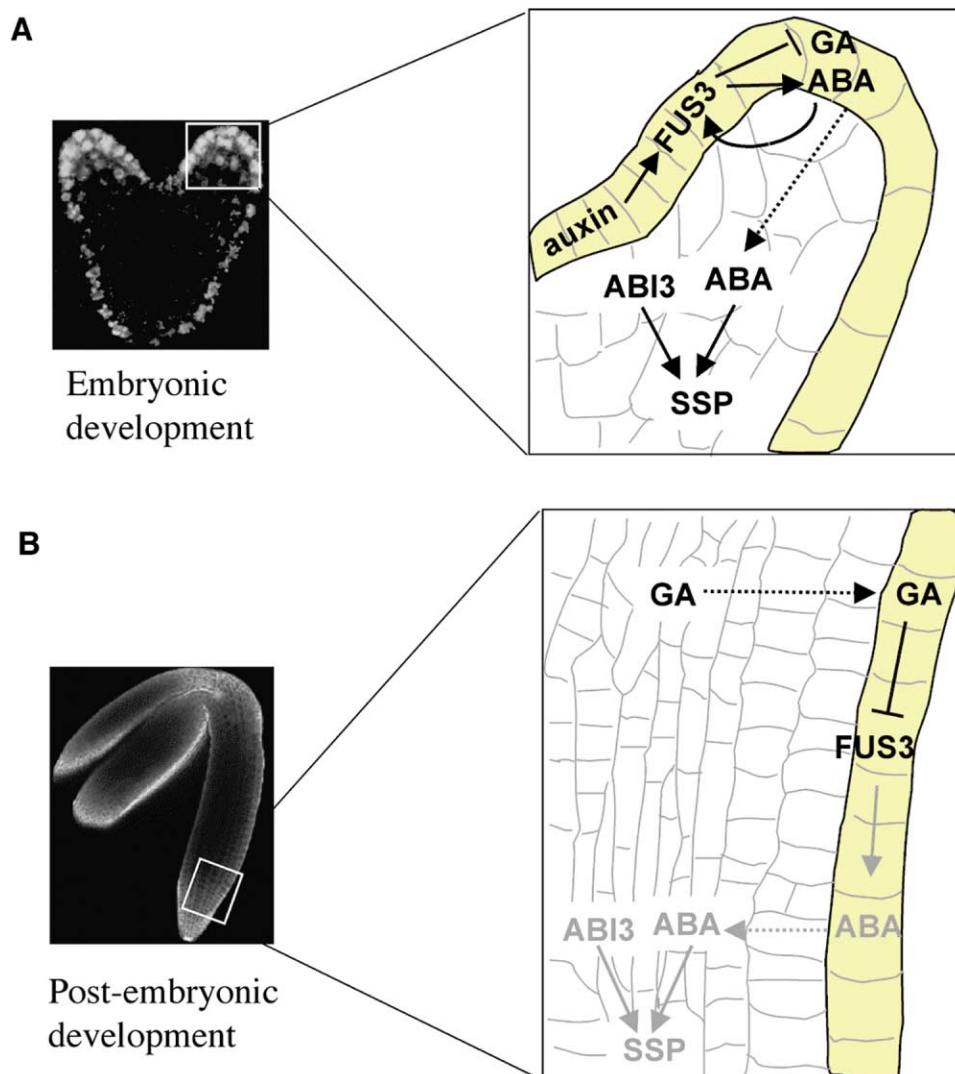 A
GA
ABA
FUS3
auxin
ABI3
ABA
SSP
Embryonic
development
B
GA
GA
FUS3
ABI3
ABA
ABA
SSP
Post-embryonic
development